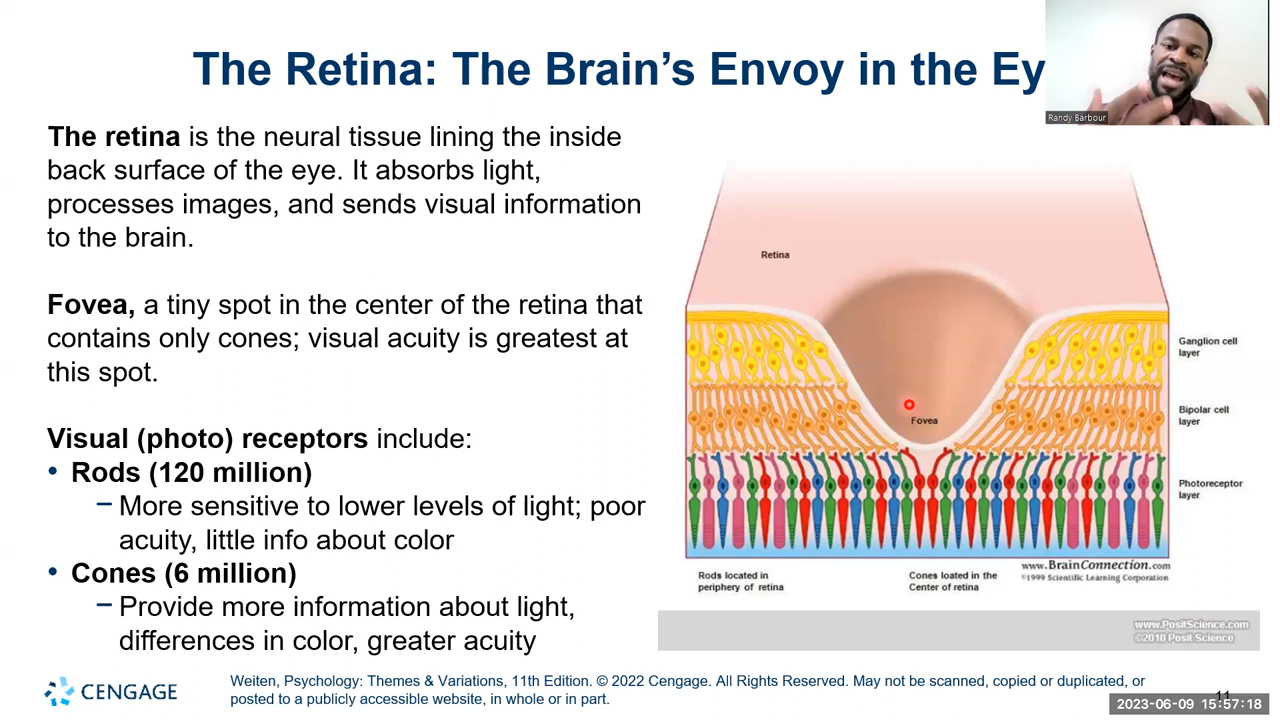 The Retina: The Brain’s Envoy in the Ey
Randy Barbour
The retina is the neural tissue lining the inside
back surface of the eye. It absorbs light,
processes images, and sends visual information
to the brain.
Fovea, a tiny spot in the center of the retina that
contains only cones; visual acuity is greatest at
this spot.
Visual (photo) receptors include:
• Rods (120 million)
– More sensitive to lower levels of light; poor
acuity, little info about color
• Cones (6 million)
– Provide more information about light,
differences in color, greater acuity
Retina
Fovea
Ganglion cell
layer
Bipolar cell
layer
Photoreceptor
layer
Rods located in
periphery of retina
Cones loated in the
Center of retina
www.BrainConnection.com
©1999 Scientific Learning Corporation
www.PositScience.com
©2010 Posit Science
CENGAGE
Weiten, Psychology: Themes & Variations, 11th Edition. © 2022 Cengage. All Rights Reserved. May not be scanned, copied or duplicated, or
posted to a publicly accessible website, in whole or in part.
11
2023-06-09 15:57:18